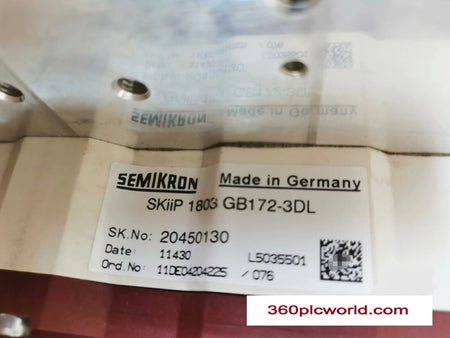 SEMIKRON Made in Germany
SKiiP 1803 GB172-3DL
SK.No: 20450130
Date: 11430 L5035501
Ord.No: 11DE04204225 / 076
360plcworld.com